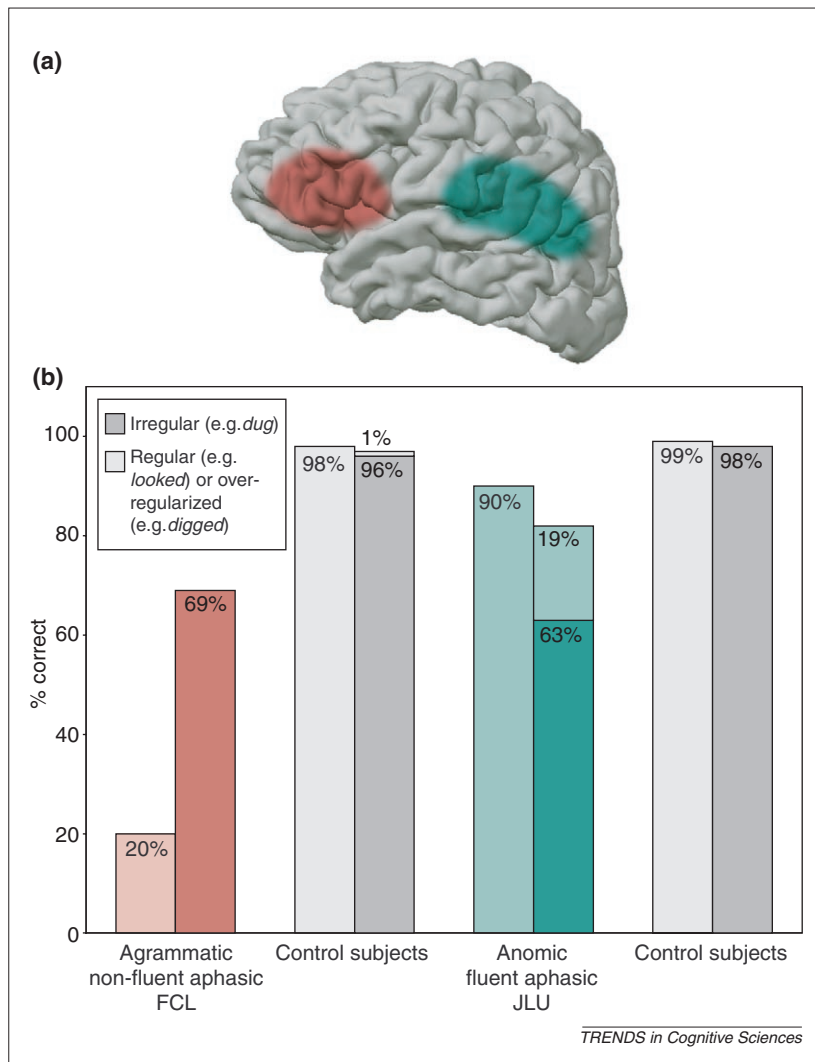 (a)
(b)
Irregular (e.g.dug)
Regular (e.g.
looked) or over-
regularized
(e.g.digged)
% correct
100
80
60
40
20
0
20%
69%
98%
1%
96%
90%
19%
63%
99%
98%
Agrammatic
non-fluent aphasic
FCL
Control subjects
Anomic
fluent aphasic
JLU
Control subjects
TRENDS in Cognitive Sciences